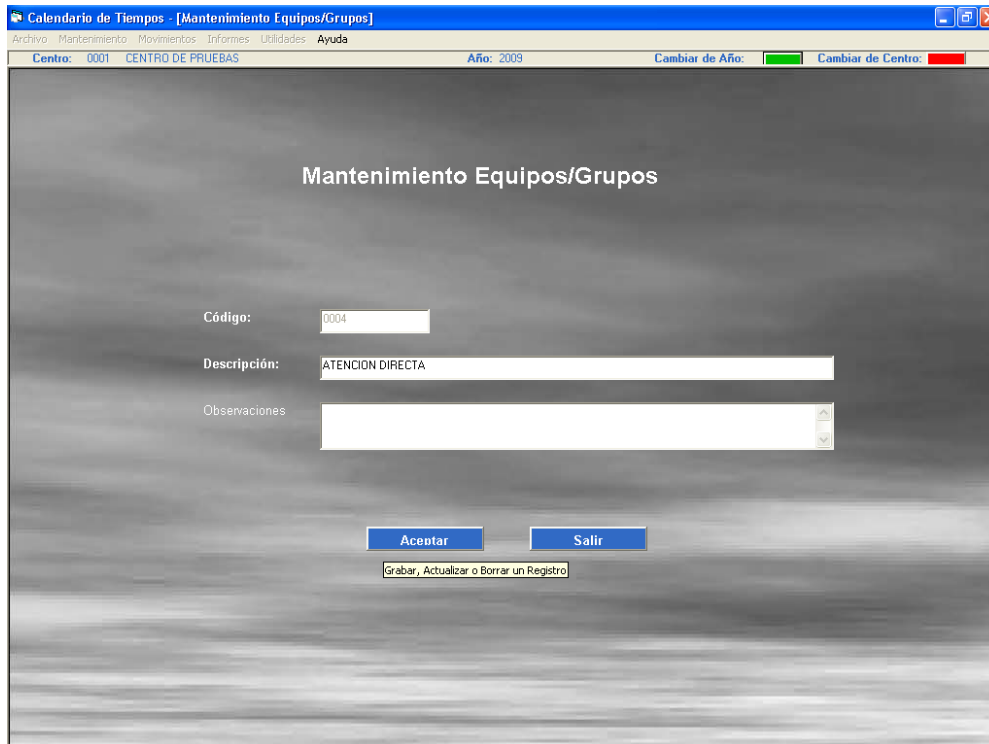 Calendario de Tiempos - [Mantenimiento Equipos/Grupos]
Archivo Mantenimiento Movimientos Informes Utilidades Ayuda
Centro: 0001 CENTRO DE PRUEBAS Año: 2009 Cambiar de Año: Cambiar de Centro:
Mantenimiento Equipos/Grupos
Código: 0004
Descripción: ATENCION DIRECTA
Observaciones
Aceptar Salir
Grabar, Actualizar o Borrar un Registro